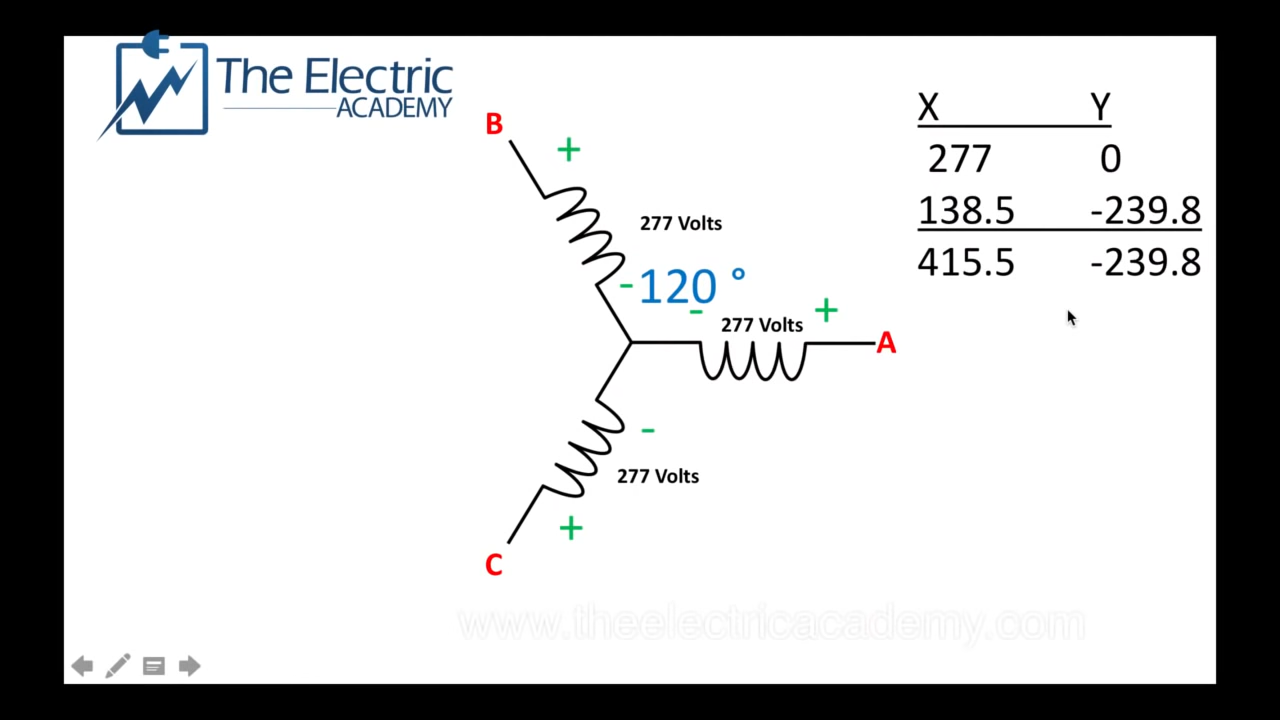 The Electric
ACADEMY
X Y
277 0
138.5 -239.8
415.5 -239.8
B
+
277 Volts
-120 °
- +
277 Volts
A
-
277 Volts
+
C
www.theelectricacademy.com